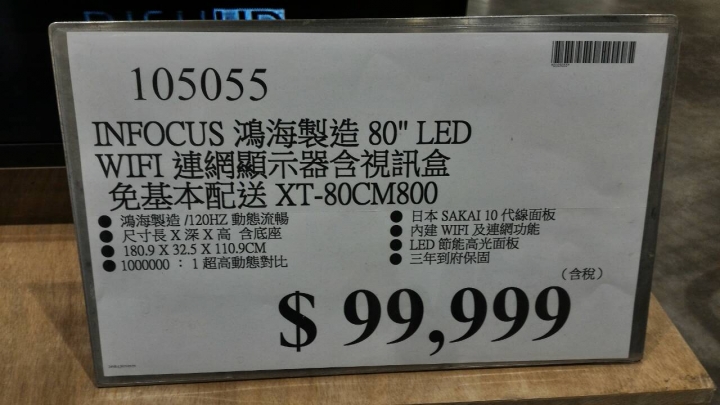 105055
INFOCUS 鴻海製造 80" LED
WIFI 連網顯示器含視訊盒
免基本配送 XT-80CM800
● 鴻海製造 /120HZ 動態流暢
● 尺寸長 X 深 X 高 含底座
● 180.9 X 32.5 X 110.9CM
● 1000000 : 1 超高動態對比
● 日本 SAKAI 10 代線面板
● 內建 WIFI 及連網功能
● LED 節能高光面板
● 三年到府保固
(含稅)
$ 99,999